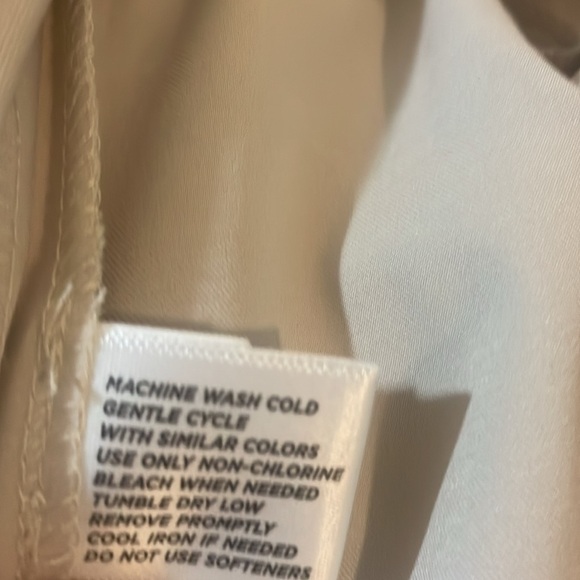 MACHINE WASH COLD
GENTLE CYCLE
WITH SIMILAR COLORS
USE ONLY NON-CHLORINE
BLEACH WHEN NEEDED
TUMBLE DRY LOW
REMOVE PROMPTLY
COOL IRON IF NEEDED
DO NOT USE SOFTENERS